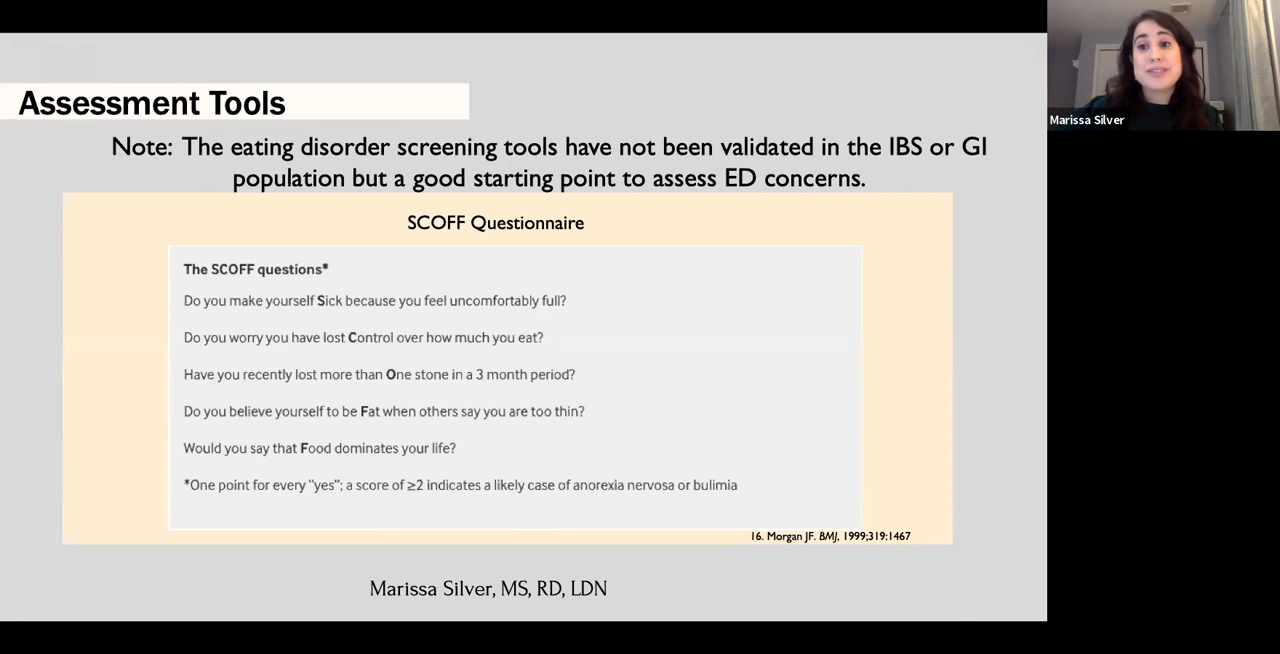 Assessment Tools
Note: The eating disorder screening tools have not been validated in the IBS or GI
population but a good starting point to assess ED concerns.
SCOFF Questionnaire
The SCOFF questions*
Do you make yourself Sick because you feel uncomfortably full?
Do you worry you have lost Control over how much you eat?
Have you recently lost more than One stone in a 3 month period?
Do you believe yourself to be Fat when others say you are too thin?
Would you say that Food dominates your life?
*One point for every “yes”; a score of ≥2 indicates a likely case of anorexia nervosa or bulimia
16. Morgan JF. BMJ, 1999;319:1467
Marissa Silver, MS, RD, LDN
Marissa Silver